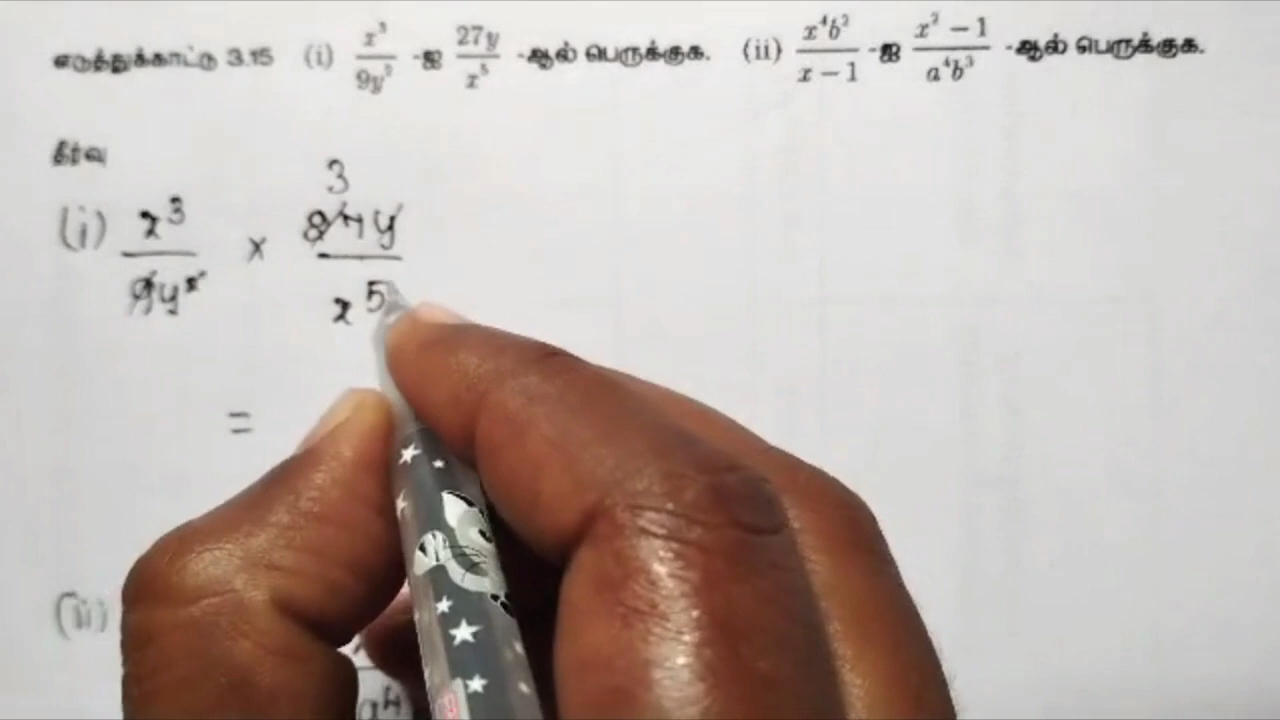 எடுத்துக்காட்டு 3.15 (i) x³/9y² -ஐ 27y/x⁵ -ஆல் பெருக்குக. (ii) x⁴b²/x − 1 -ஐ x² − 1/a⁴b³ -ஆல் பெருக்குக.
தீர்வு
3
(i) x³/9y² × 27y/x⁵
=
(ii)
a⁴